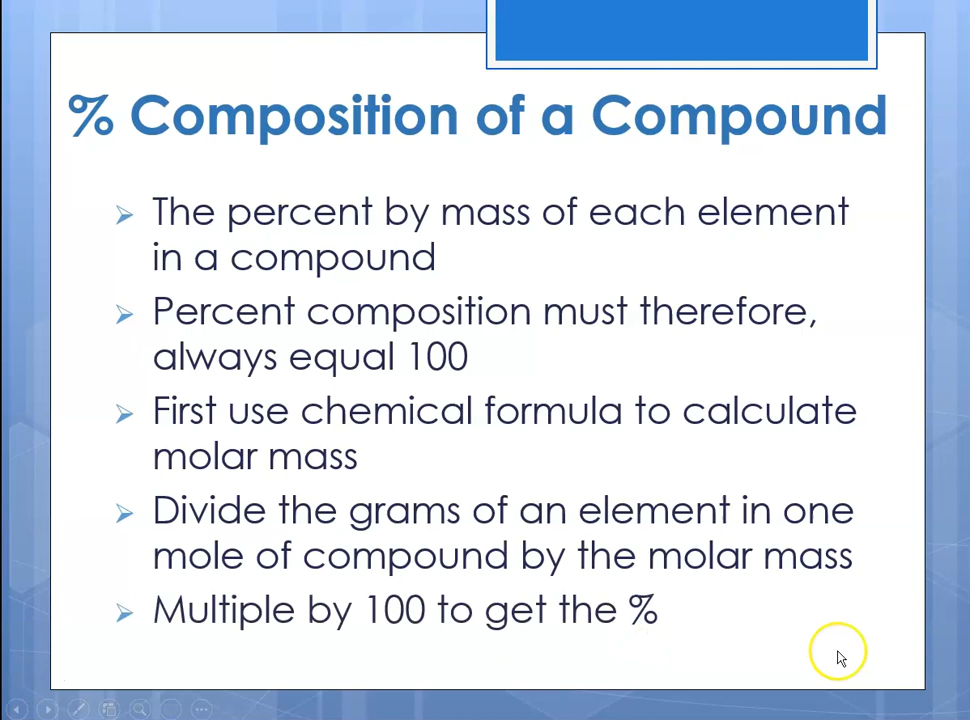 % Composition of a Compound
The percent by mass of each element
in a compound
Percent composition must therefore,
always equal 100
First use chemical formula to calculate
molar mass
Divide the grams of an element in one
mole of compound by the molar mass
Multiple by 100 to get the %